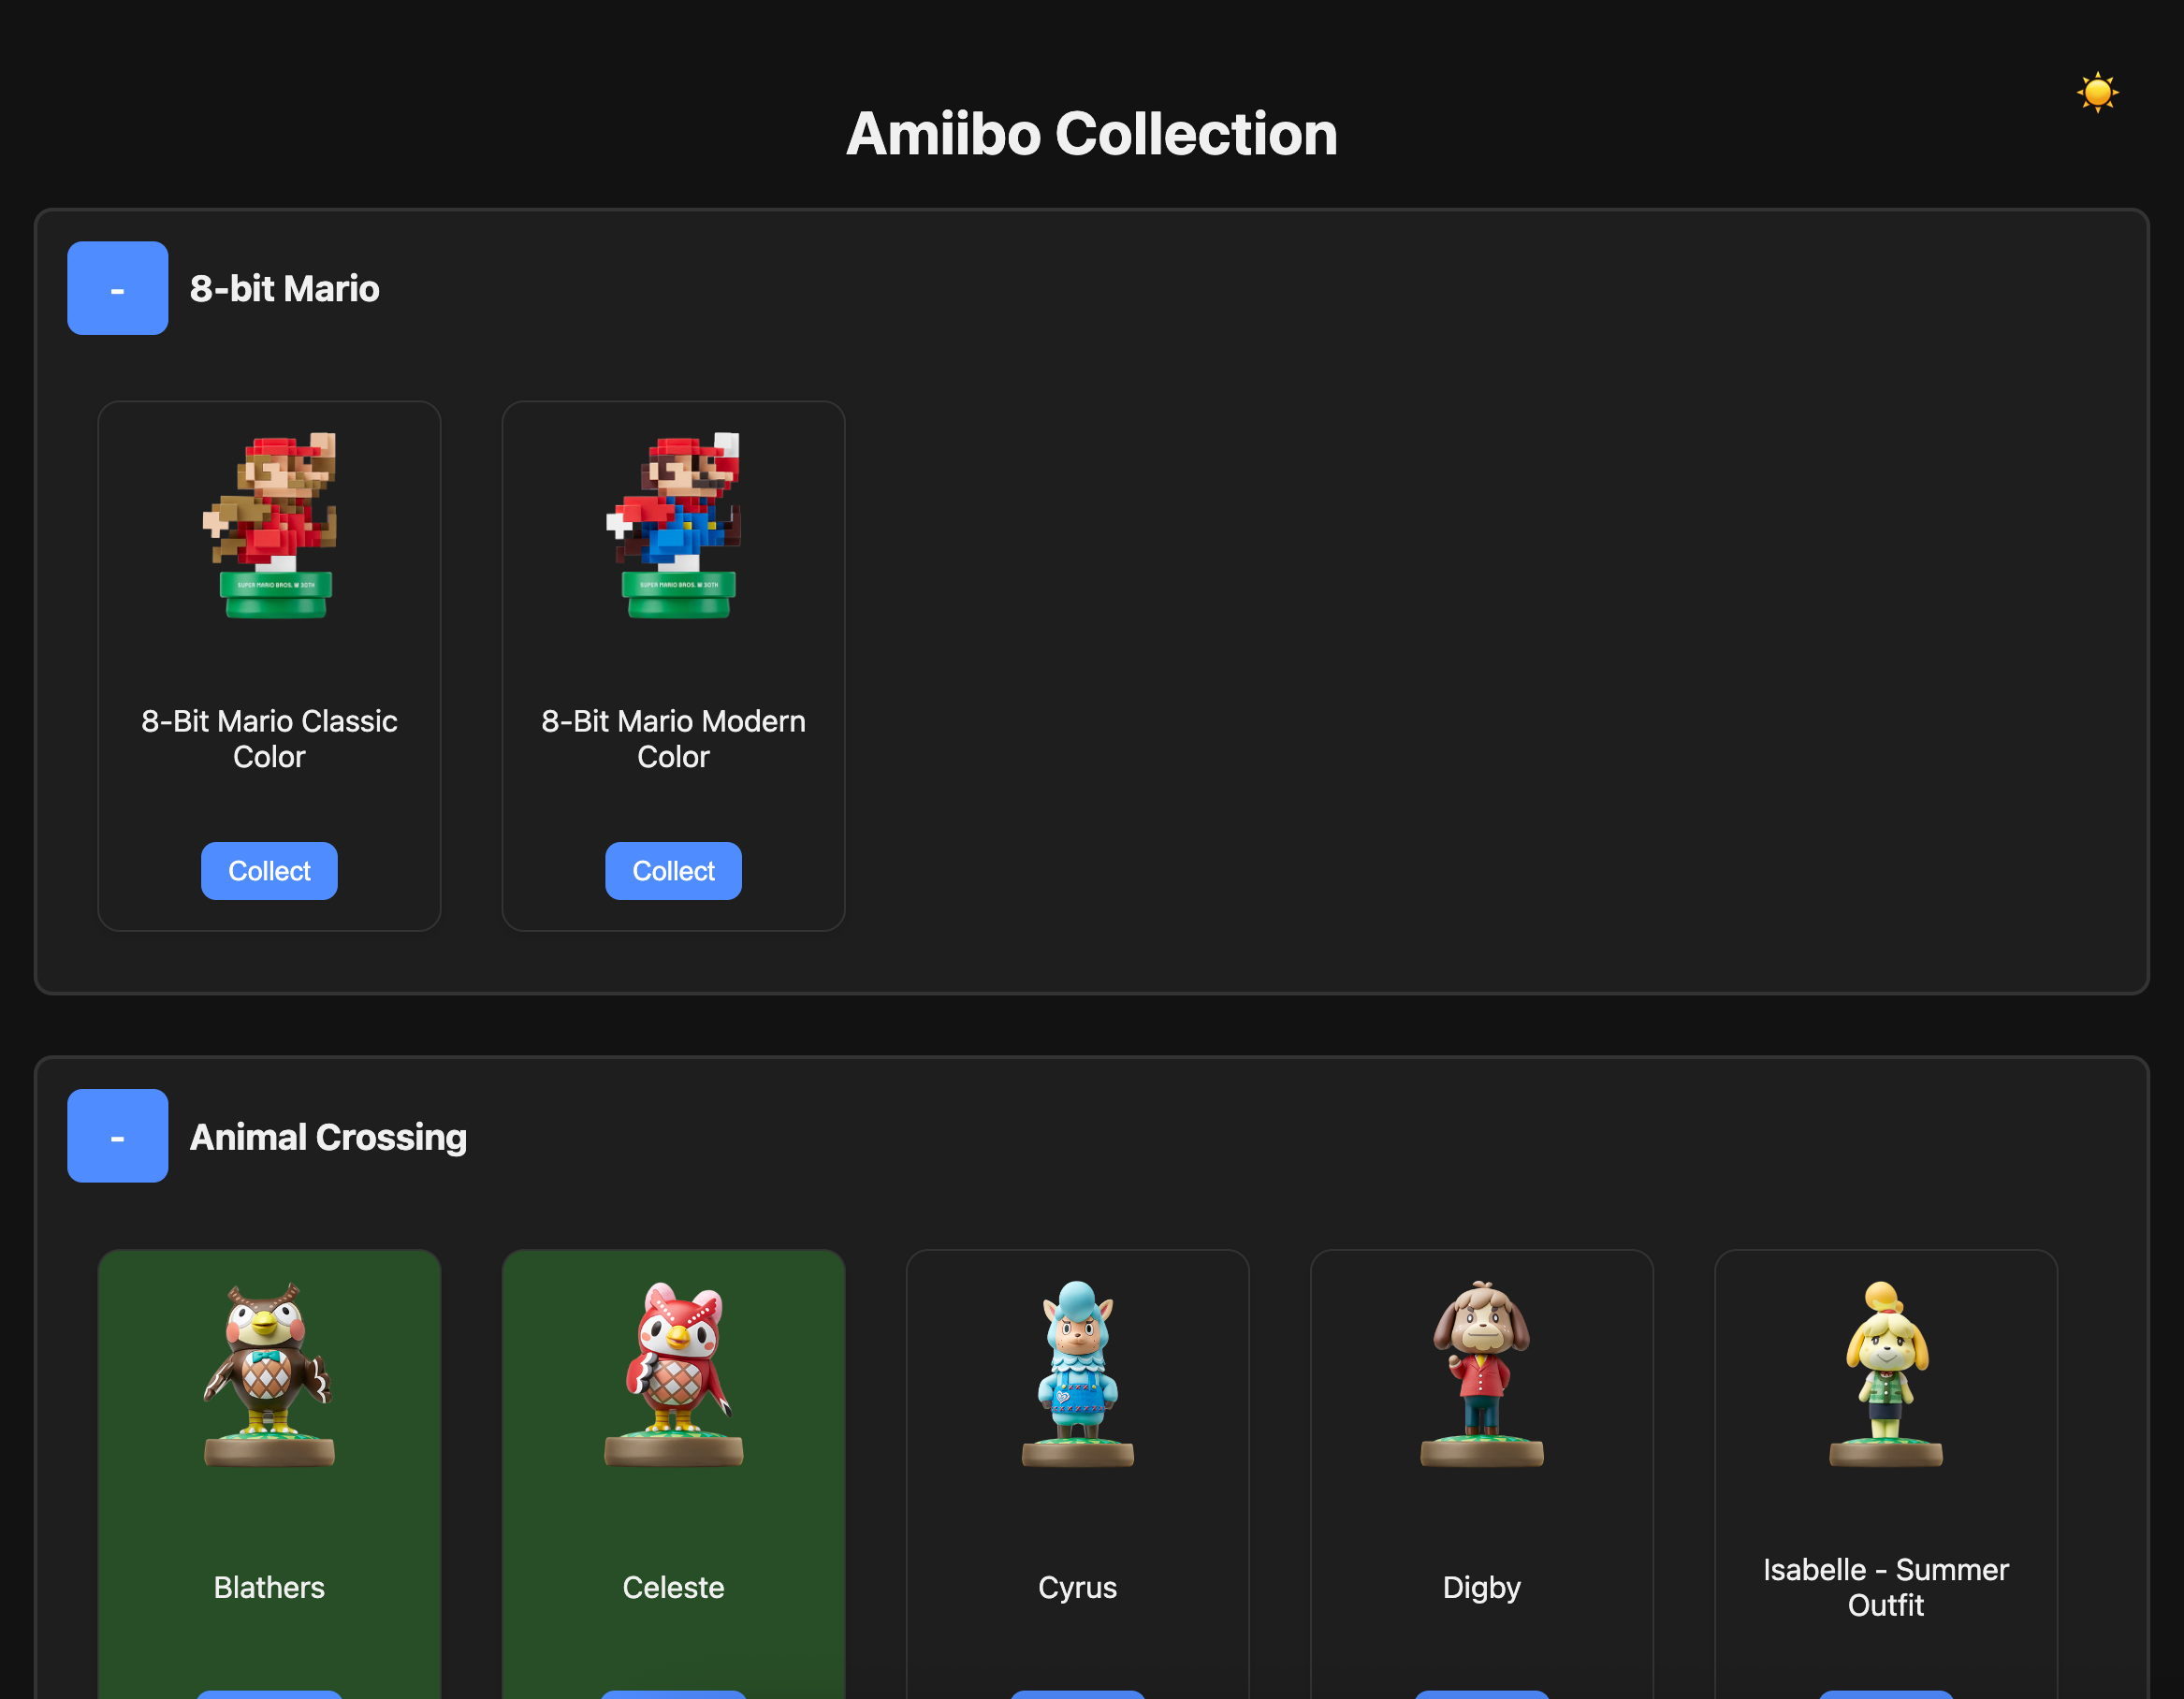 Amiibo Collection
-
8-bit Mario
SUPER MARIO BROS. 30TH
SUPER MARIO BROS. 30TH
8-Bit Mario Classic
Color
8-Bit Mario Modern
Color
Collect
Collect
-
Animal Crossing
Blathers
Celeste
Cyrus
Digby
Isabelle - Summer
Outfit